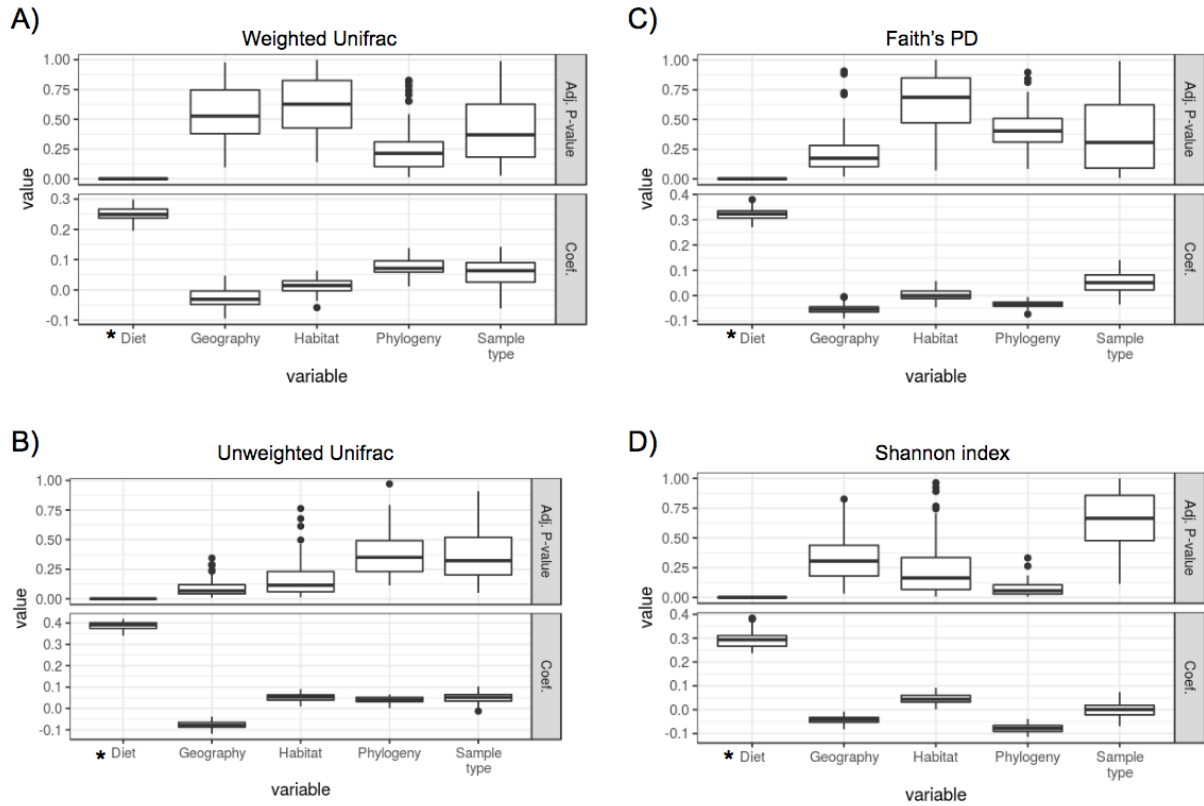 A)
Weighted Unifrac
1.00
0.75
0.50
0.25
0.00
Adj. P-value
value
0.3
0.2
0.1
0.0
-0.1
Coef.
* Diet Geography Habitat Phylogeny Sample
type
variable
C)
Faith's PD
1.00
0.75
0.50
0.25
0.00
Adj. P-value
value
0.4
0.3
0.2
0.1
0.0
-0.1
Coef.
* Diet Geography Habitat Phylogeny Sample
type
variable
B)
Unweighted Unifrac
1.00
0.75
0.50
0.25
0.00
Adj. P-value
value
0.4
0.3
0.2
0.1
0.0
-0.1
Coef.
* Diet Geography Habitat Phylogeny Sample
type
variable
D)
Shannon index
1.00
0.75
0.50
0.25
0.00
Adj. P-value
value
0.4
0.3
0.2
0.1
0.0
-0.1
Coef.
* Diet Geography Habitat Phylogeny Sample
type
variable